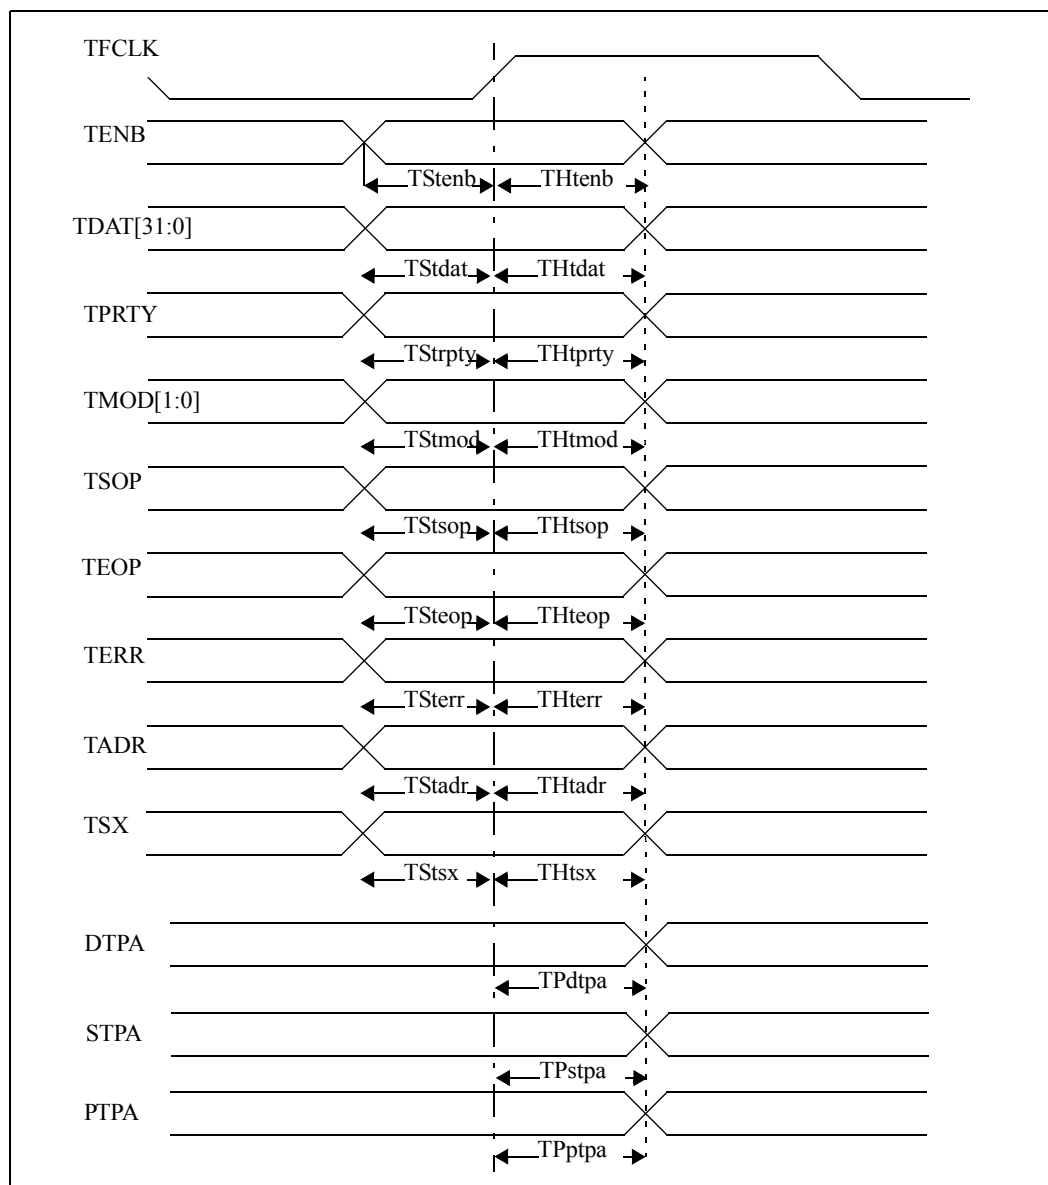 TFCLK
TENB
TStenb THtenb
TDAT[31:0]
TStdat THtdat
TPRTY
TStrpty THtprty
TMOD[1:0]
TStmod THtmod
TSOP
TStsop THtsop
TEOP
TSteop THteop
TERR
TSterr THterr
TADR
TStadr THtadr
TSX
TStsx THtsx
DTPA
TPdtpa
STPA
TPstpa
PTPA
TPptpa